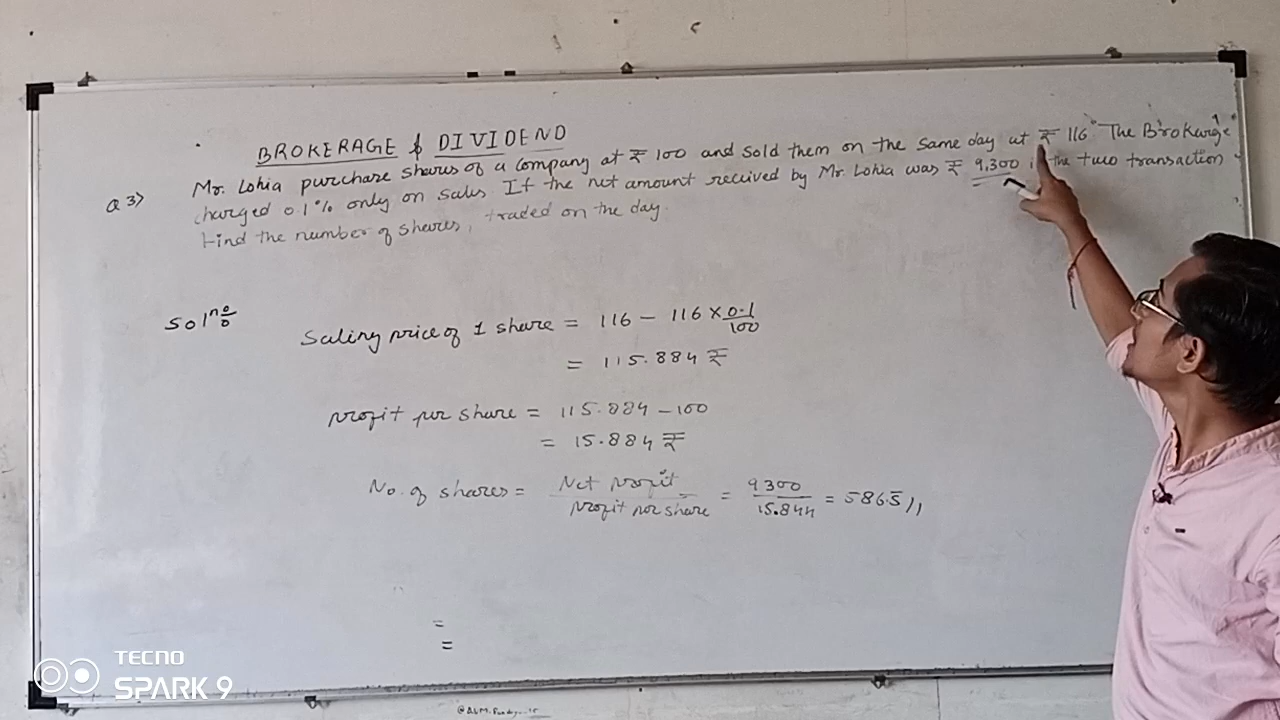 BROKERAGE & DIVIDEND
Q 3) Mr. Lohia purchase shares of a company at ₹ 100 and sold them on the same day at ₹ 116 The Brokerage
charged 0.1% only on sales. If the net amount recived by Mr. Lohia was ₹ 9,300 the two transaction
Find the number of shares, traded on the day.
Solⁿ
Saling price of 1 share = 116 - 116 × 0.1/100
= 115.884 ₹
Profit per share = 115.884 - 100
= 15.884 ₹
No. of shares = Net profit / Profit per share = 9300 / 15.844 = 586.5//
=
=
TECNO
SPARK 9